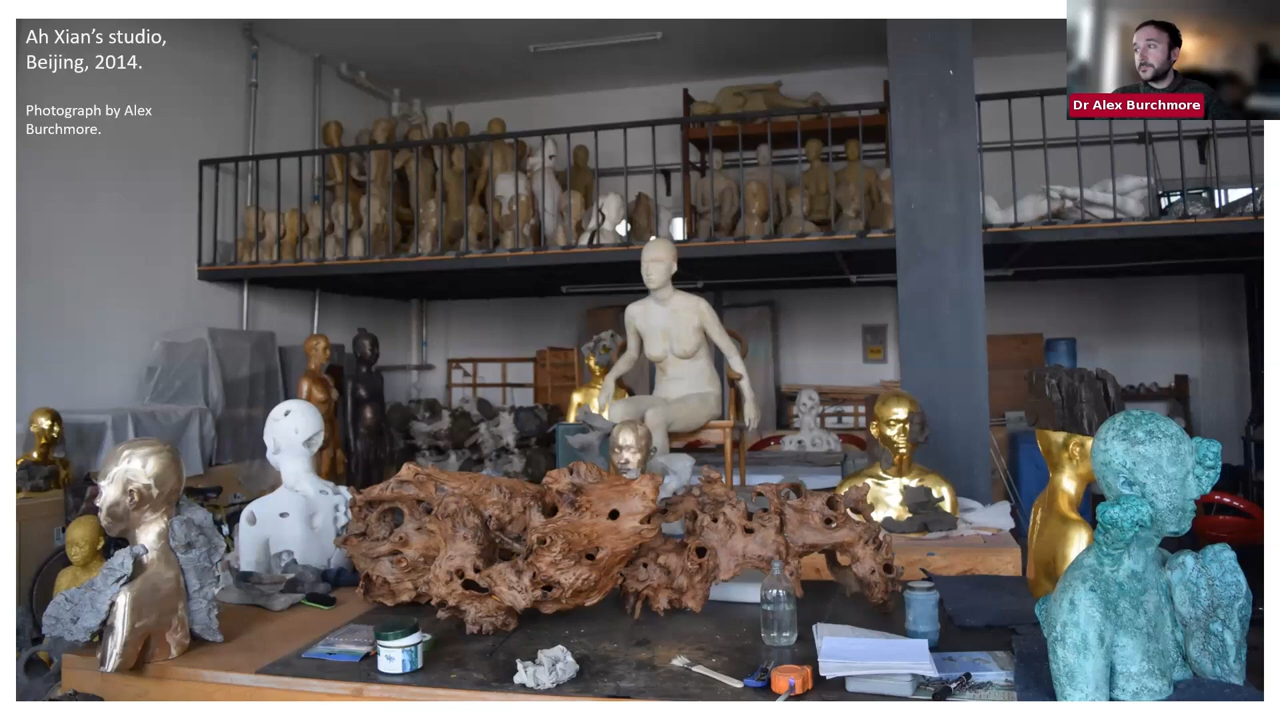 Ah Xian's studio,
Beijing, 2014.
Photograph by Alex
Burchmore.
Dr Alex Burchmore